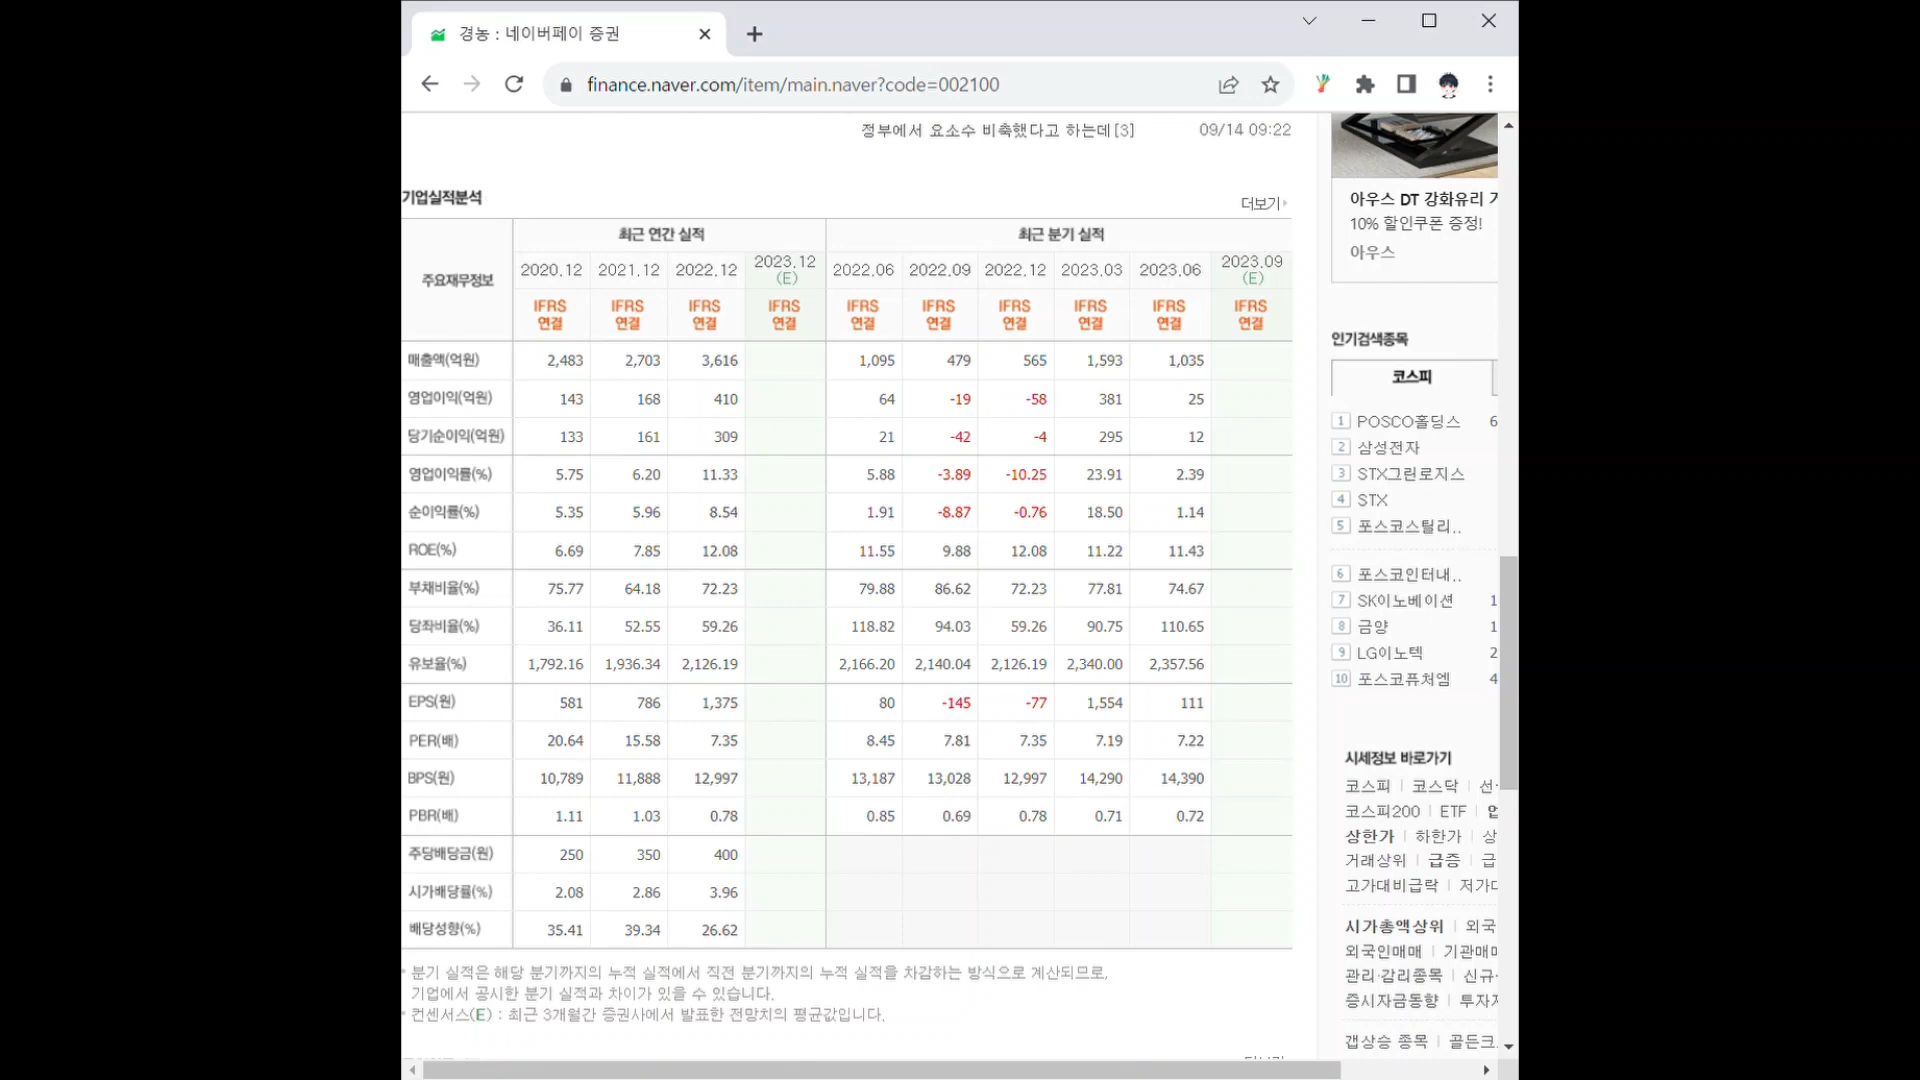 경농 : 네이버페이 증권
finance.naver.com/item/main.naver?code=002100
정부에서 요소수 비축했다고 하는데[3] 09/14 09:22
기업실적분석 더보기
주요재무정보 최근 연간 실적 최근 분기 실적
2020.12 2021.12 2022.12 2023.12 (E) 2022.06 2022.09 2022.12 2023.03 2023.06 2023.09 (E)
IFRS 연결 IFRS 연결 IFRS 연결 IFRS 연결 IFRS 연결 IFRS 연결 IFRS 연결 IFRS 연결 IFRS 연결 IFRS 연결
매출액(억원) 2,483 2,703 3,616 1,095 479 565 1,593 1,035
영업이익(억원) 143 168 410 64 -19 -58 381 25
당기순이익(억원) 133 161 309 21 -42 -4 295 12
영업이익률(%) 5.75 6.20 11.33 5.88 -3.89 -10.25 23.91 2.39
순이익률(%) 5.35 5.96 8.54 1.91 -8.87 -0.76 18.50 1.14
ROE(%) 6.69 7.85 12.08 11.55 9.88 12.08 11.22 11.43
부채비율(%) 75.77 64.18 72.23 79.88 86.62 72.23 77.81 74.67
당좌비율(%) 36.11 52.55 59.26 118.82 94.03 59.26 90.75 110.65
유보율(%) 1,792.16 1,936.34 2,126.19 2,166.20 2,140.04 2,126.19 2,340.00 2,357.56
EPS(원) 581 786 1,375 80 -145 -77 1,554 111
PER(배) 20.64 15.58 7.35 8.45 7.81 7.35 7.19 7.22
BPS(원) 10,789 11,888 12,997 13,187 13,028 12,997 14,290 14,390
PBR(배) 1.11 1.03 0.78 0.85 0.69 0.78 0.71 0.72
주당배당금(원) 250 350 400
시가배당률(%) 2.08 2.86 3.96
배당성향(%) 35.41 39.34 26.62
* 분기 실적은 해당 분기까지의 누적 실적에서 직전 분기까지의 누적 실적을 차감하는 방식으로 계산되므로,
기업에서 공시한 분기 실적과 차이가 있을 수 있습니다.
* 컨센서스(E) : 최근 3개월간 증권사에서 발표한 전망치의 평균값입니다.
아우스 DT 강화유리
10% 할인쿠폰 증정!
아우스
인기검색종목
코스피
1 POSCO홀딩스 6
2 삼성전자
3 STX그린로지스
4 STX
5 포스코스틸리..
6 포스코인터내..
7 SK이노베이션 1
8 금양 1
9 LG이노텍 2
10 포스코퓨처엠 4
시세정보 바로가기
코스피 | 코스닥 | 선
코스피200 | ETF | 업
상한가 | 하한가 | 상
거래상위 | 급증 | 급
고가대비급락 | 저가
시가총액상위 | 외국
외국인매매 | 기관매
관리·감리종목 | 신규
증시자금동향 | 투자
갭상승 종목 | 골든크